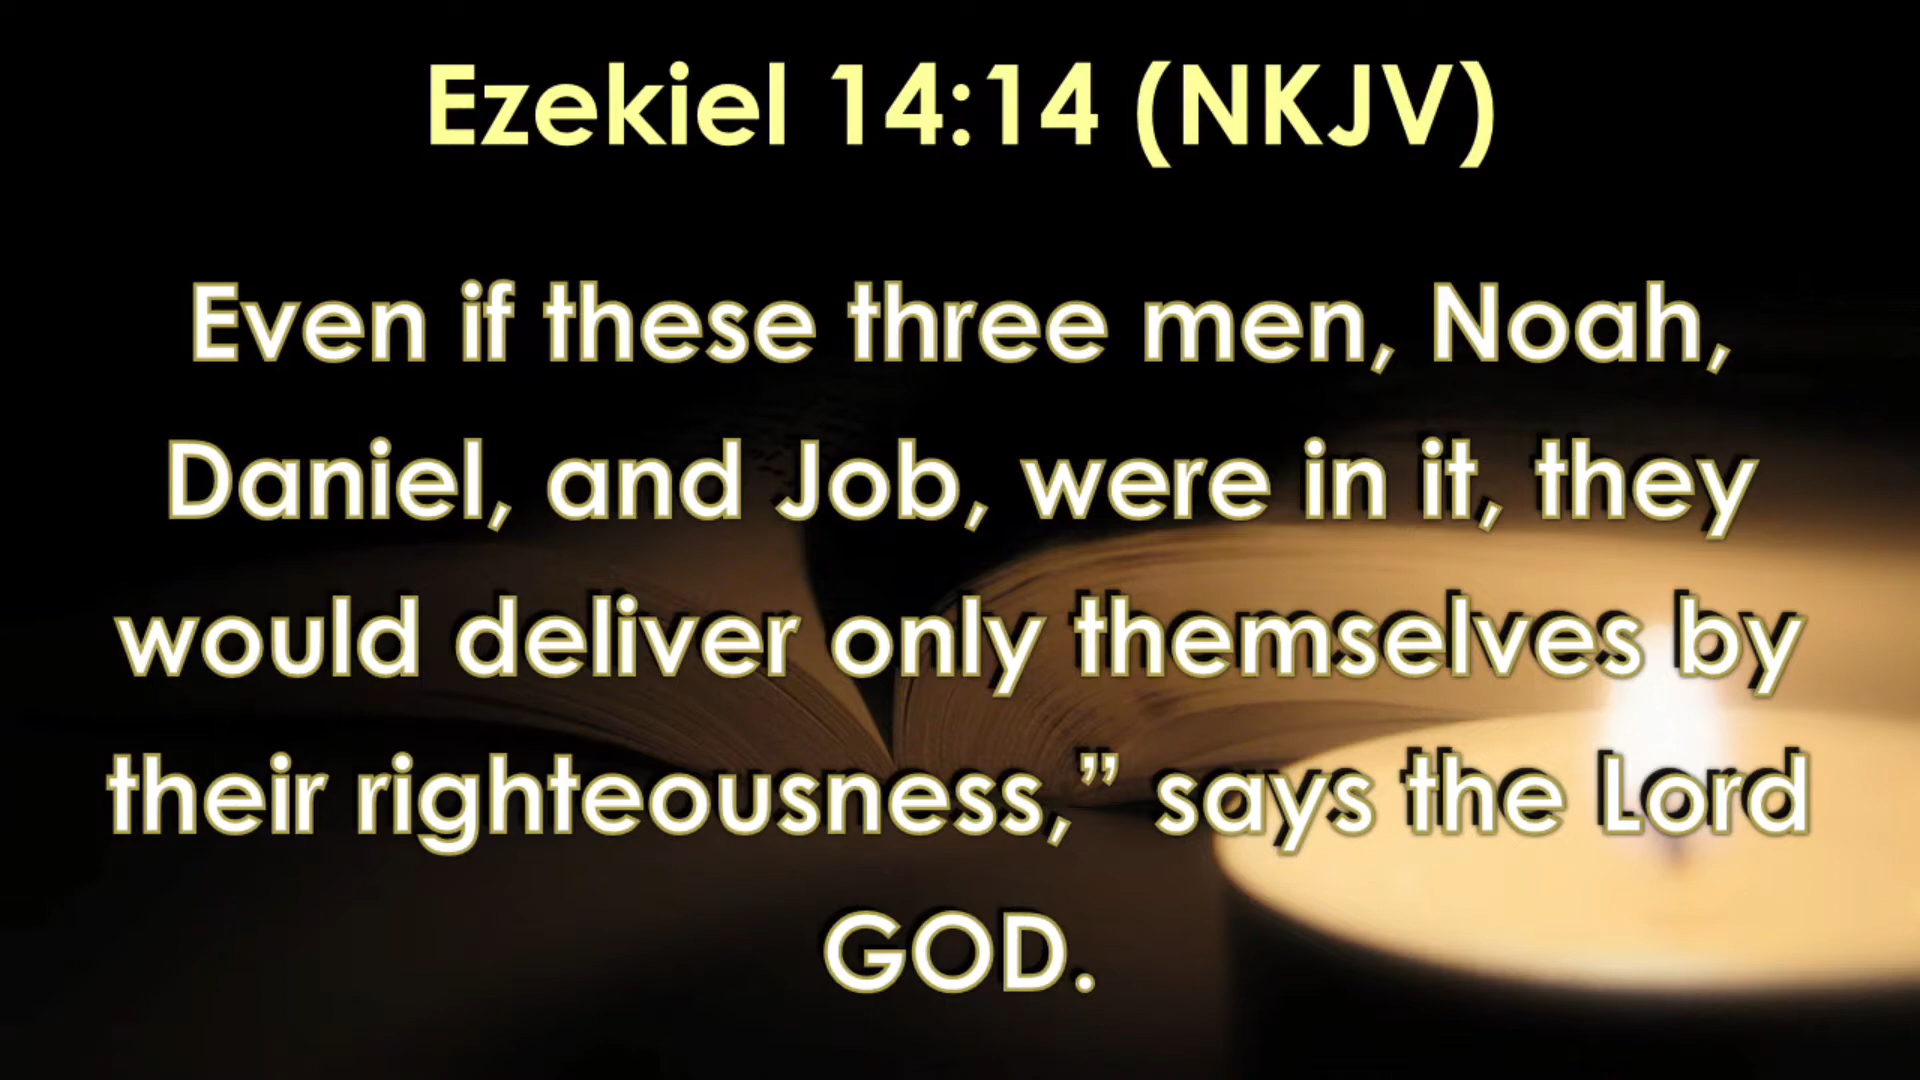 Ezekiel 14:14 (NKJV)
Even if these three men, Noah,
Daniel, and Job, were in it, they
would deliver only themselves by
their righteousness,” says the Lord
GOD.